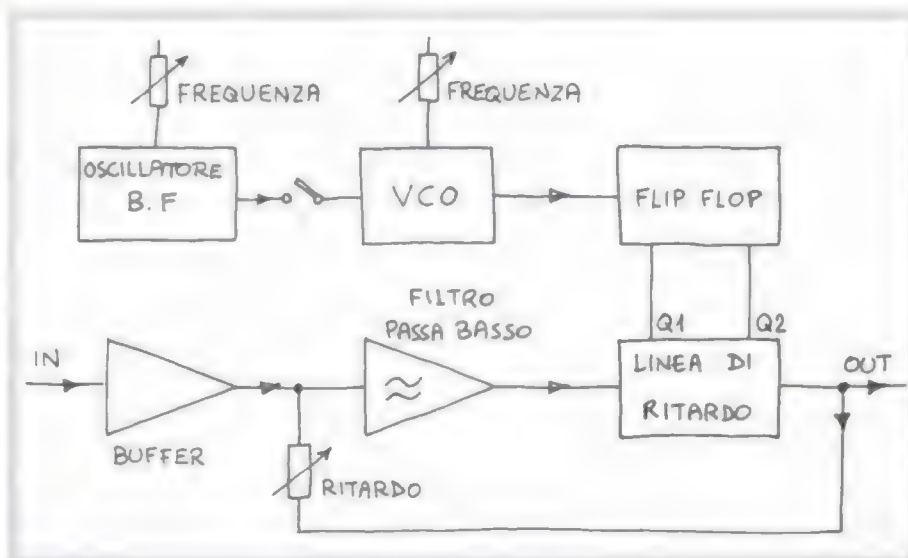 FREQUENZA
FREQUENZA
OSCILLATORE
B.F
VCO
FLIP FLOP
FILTRO
PASSA BASSO
Q1
Q2
IN
LINEA DI
RITARDO
OUT
BUFFER
RITARDO